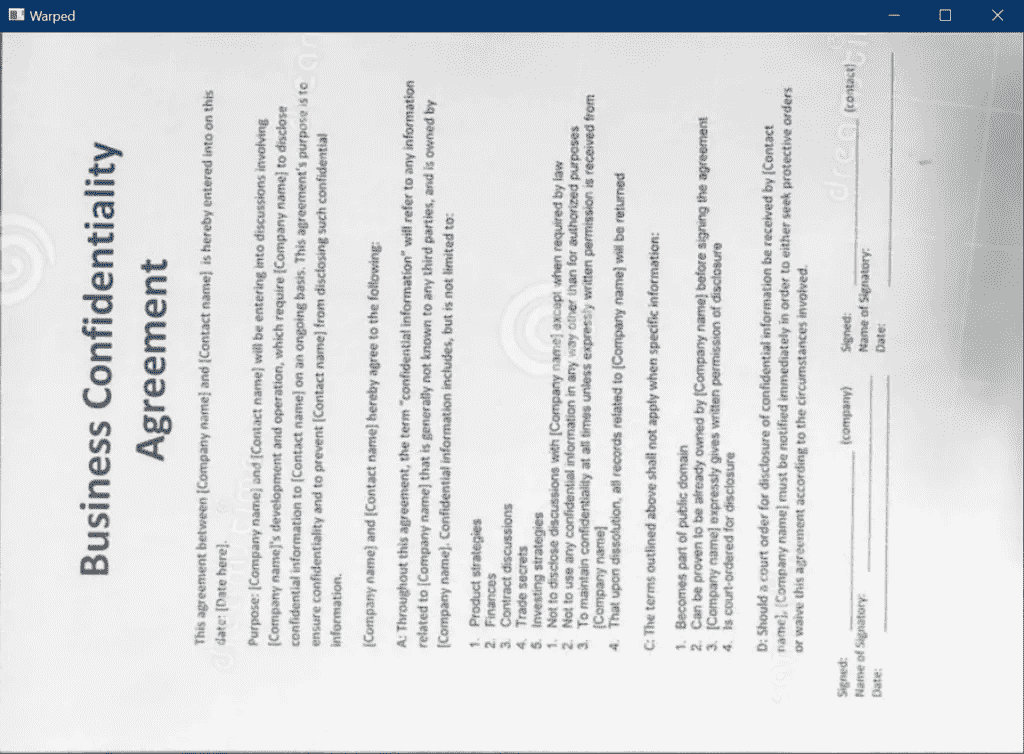 Warped
Business Confidentiality
Agreement
This agreement between [Company name] and [Contact name] is hereby entered into on this
date: [Date here].
Purpose: [Company name] and [Contact name] will be entering into discussions involving
[Company name]'s development and operation, which require [Company name] to disclose
confidential information to [Contact name] on an ongoing basis. This agreement's purpose is to
ensure confidentiality and to prevent [Contact name] from disclosing such confidential
information.
[Company name] and [Contact name] hereby agree to the following:
A: Throughout this agreement, the term "confidential information" will refer to any information
related to [Company name] that is generally not known to any third parties, and is owned by
[Company name]. Confidential information includes, but is not limited to:
1. Product strategies
2. Finances
3. Contract discussions
4. Trade secrets
5. Investing strategies
1. Not to disclose discussions with [Company name] except when required by law
2. Not to use any confidential information in any way other than for authorized purposes
3. To maintain confidentiality at all times unless expressly written permission is received from
[Company name]
4. That upon dissolution, all records related to [Company name] will be returned
C: The terms outlined above shall not apply when specific information:
1. Becomes part of public domain
2. Can be proven to be already owned by [Company name] before signing the agreement
3. [Company name] expressly gives written permission of disclosure
4. Is court-ordered for disclosure
D: Should a court order for disclosure of confidential information be received by [Contact
name], [Company name] must be notified immediately in order to either seek protective orders
or waive this agreement according to the circumstances involved.
Signed: (company) Signed: (contact)
Name of Signatory: Name of Signatory:
Date: Date: